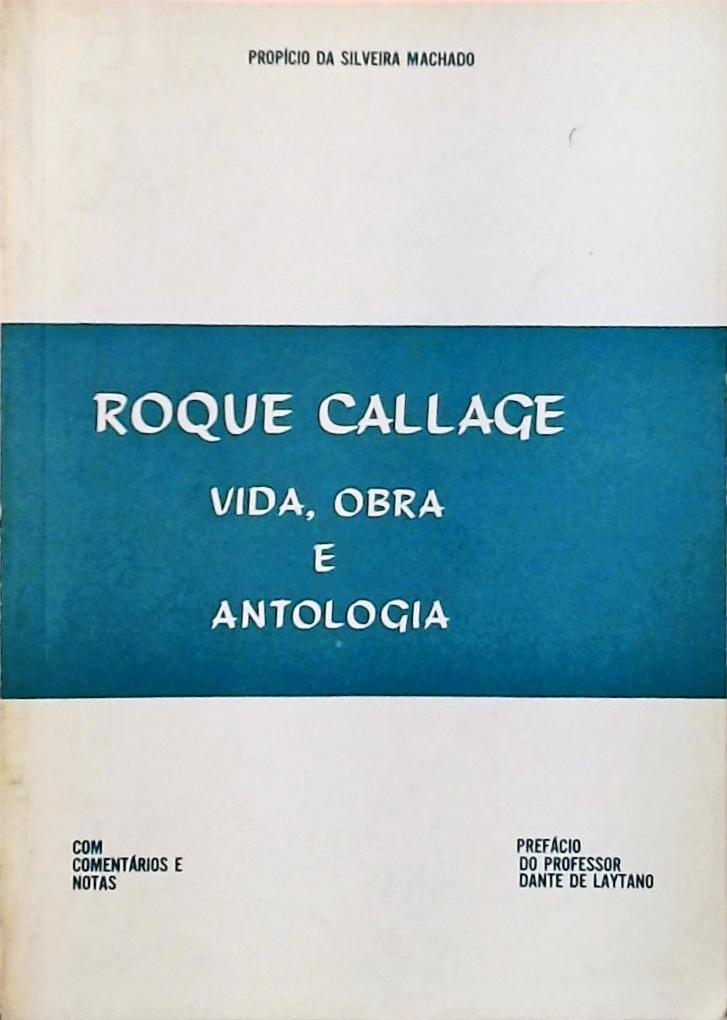 PROPÍCIO DA SILVEIRA MACHADO
ROQUE CALLAGE
VIDA, OBRA
E
ANTOLOGIA
COM
COMENTÁRIOS E
NOTAS
PREFÁCIO
DO PROFESSOR
DANTE DE LAYTANO